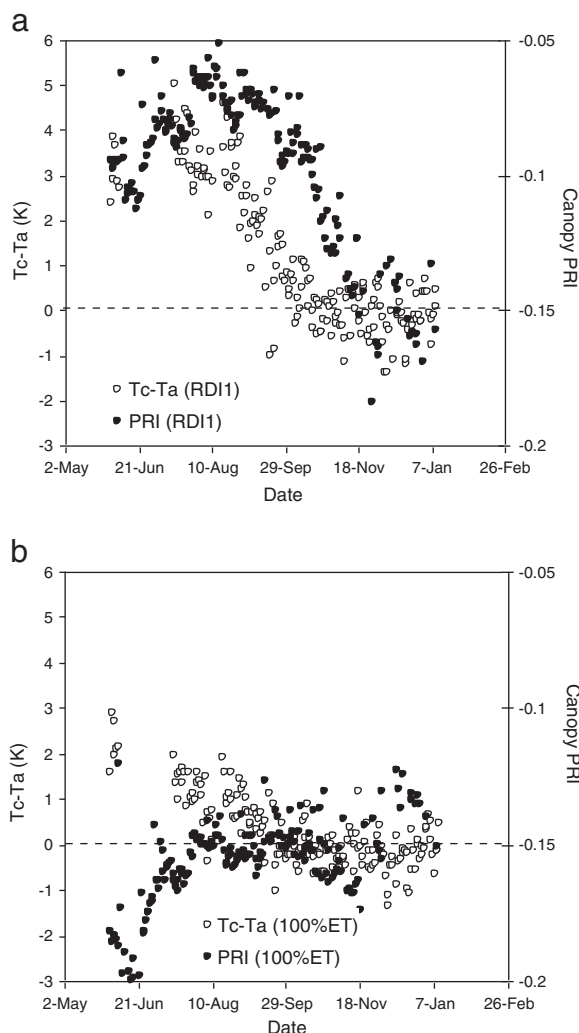 a
6
5
4
3
2
1
0
-1
-2
-3
Tc-Ta (K)
-0.05
-0.1
-0.15
-0.2
Canopy PRI
Tc-Ta (RDI1)
PRI (RDI1)
2-May 21-Jun 10-Aug 29-Sep 18-Nov 7-Jan 26-Feb
Date
b
6
5
4
3
2
1
0
-1
-2
-3
Tc-Ta (K)
-0.05
-0.1
-0.15
-0.2
Canopy PRI
Tc-Ta (100%ET)
PRI (100%ET)
2-May 21-Jun 10-Aug 29-Sep 18-Nov 7-Jan 26-Feb
Date